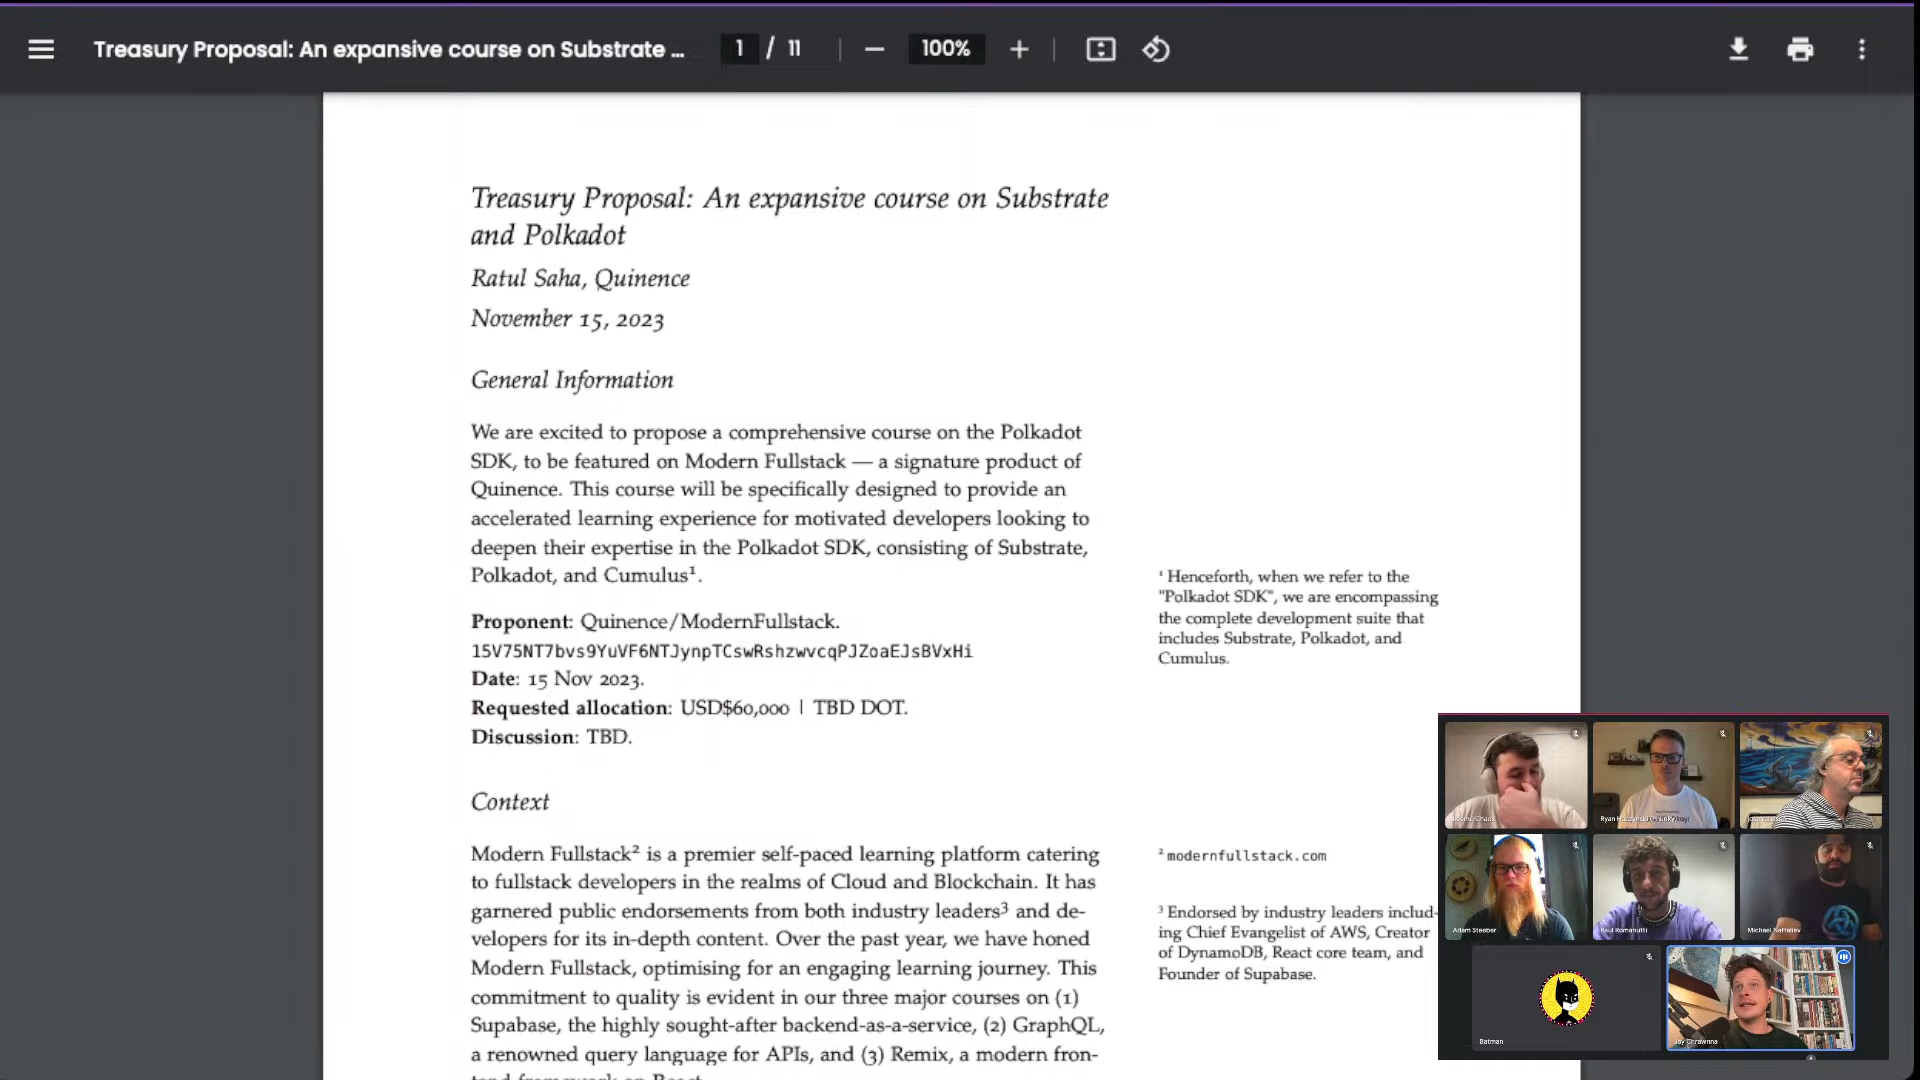 Treasury Proposal: An expansive course on Substrate ...
1 / 11
100%
Treasury Proposal: An expansive course on Substrate
and Polkadot
Ratul Saha, Quinence
November 15, 2023
General Information
We are excited to propose a comprehensive course on the Polkadot
SDK, to be featured on Modern Fullstack — a signature product of
Quinence. This course will be specifically designed to provide an
accelerated learning experience for motivated developers looking to
deepen their expertise in the Polkadot SDK, consisting of Substrate,
Polkadot, and Cumulus¹.
¹ Henceforth, when we refer to the
"Polkadot SDK", we are encompassing
the complete development suite that
includes Substrate, Polkadot, and
Cumulus.
Proponent: Quinence/ModernFullstack.
15V75NT7bvs9YuVF6NTJynpTCswRshzwvcqPJZoaEJsBVxHi
Date: 15 Nov 2023.
Requested allocation: USD$60,000 | TBD DOT.
Discussion: TBD.
Context
Modern Fullstack² is a premier self-paced learning platform catering
to fullstack developers in the realms of Cloud and Blockchain. It has
garnered public endorsements from both industry leaders³ and de-
velopers for its in-depth content. Over the past year, we have honed
Modern Fullstack, optimising for an engaging learning journey. This
commitment to quality is evident in our three major courses on (1)
Supabase, the highly sought-after backend-as-a-service, (2) GraphQL,
a renowned query language for APIs, and (3) Remix, a modern fron-
tend framework on React
² modernfullstack.com
³ Endorsed by industry leaders includ-
ing Chief Evangelist of AWS, Creator
of DynamoDB, React core team, and
Founder of Supabase.
Adam Steeber
Raul Romanutti
Michael Naftaliev
Batman
Jay Chrawnna